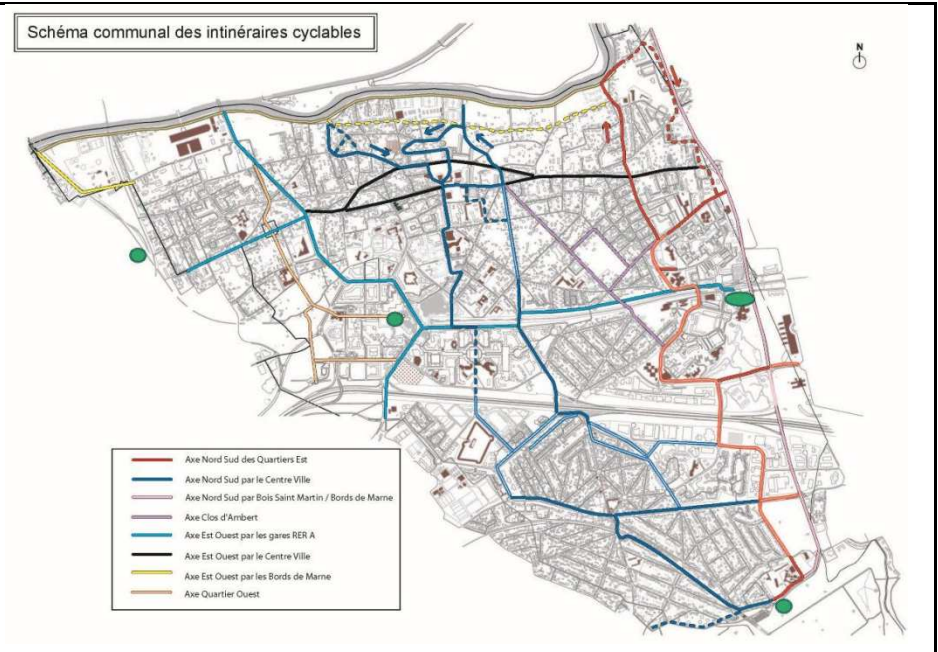 Schéma communal des intinéraires cyclables
N
Axe Nord Sud des Quartiers Est
Axe Nord Sud par le Centre Ville
Axe Nord Sud par Bois Saint Martin / Bords de Marne
Axe Clos d'Ambert
Axe Est Ouest par les gares RER A
Axe Est Ouest par le Centre Ville
Axe Est Ouest par les Bords de Marne
Axe Quartier Ouest